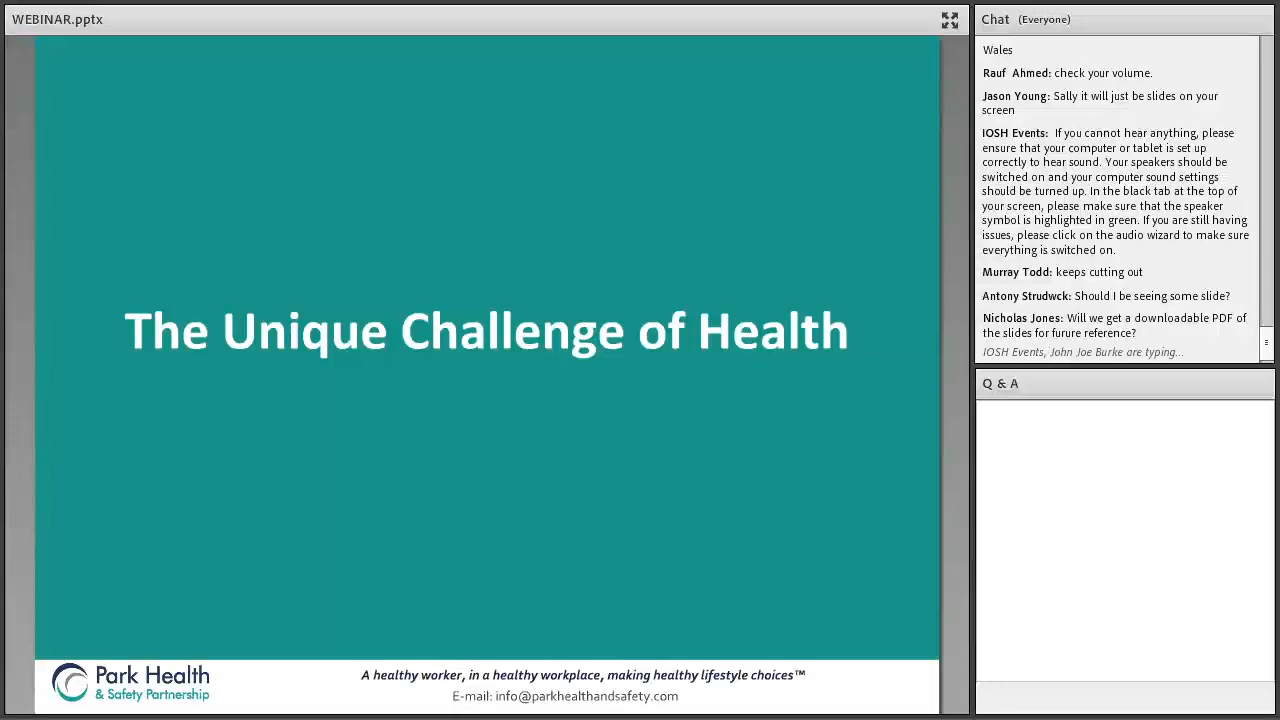 WEBINAR.pptx
The Unique Challenge of Health
Park Health
& Safety Partnership
A healthy worker, in a healthy workplace, making healthy lifestyle choices™
E-mail: info@parkhealthandsafety.com
Chat (Everyone)
Wales
Rauf Ahmed: check your volume.
Jason Young: Sally it will just be slides on your
screen
IOSH Events: If you cannot hear anything, please
ensure that your computer or tablet is set up
correctly to hear sound. Your speakers should be
switched on and your computer sound settings
should be turned up. In the black tab at the top of
your screen, please make sure that the speaker
symbol is highlighted in green. If you are still having
issues, please click on the audio wizard to make sure
everything is switched on.
Murray Todd: keeps cutting out
Antony Strudwck: Should I be seeing some slide?
Nicholas Jones: Will we get a downloadable PDF of
the slides for furure reference?
IOSH Events, John Joe Burke are typing...
Q & A